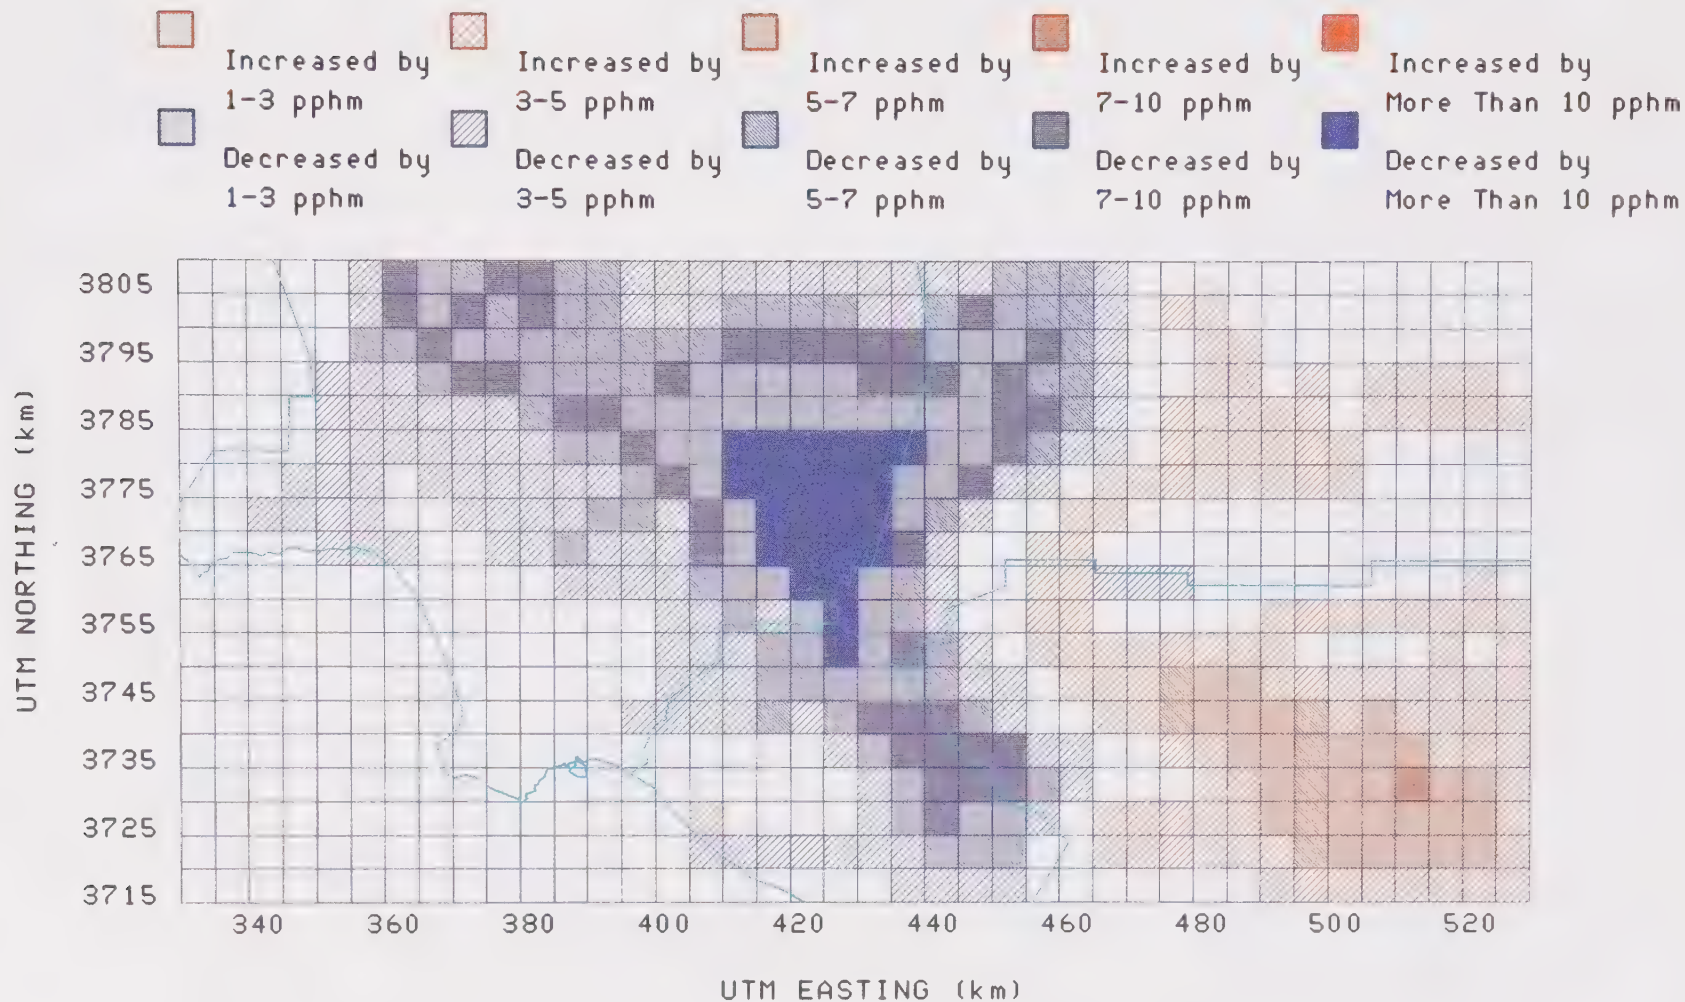 Increased by 1-3 pphm
Increased by 3-5 pphm
Increased by 5-7 pphm
Increased by 7-10 pphm
Increased by More Than 10 pphm
Decreased by 1-3 pphm
Decreased by 3-5 pphm
Decreased by 5-7 pphm
Decreased by 7-10 pphm
Decreased by More Than 10 pphm
UTM NORTHING (km)
3805
3795
3785
3775
3765
3755
3745
3735
3725
3715
340 360 380 400 420 440 460 480 500 520
UTM EASTING (km)